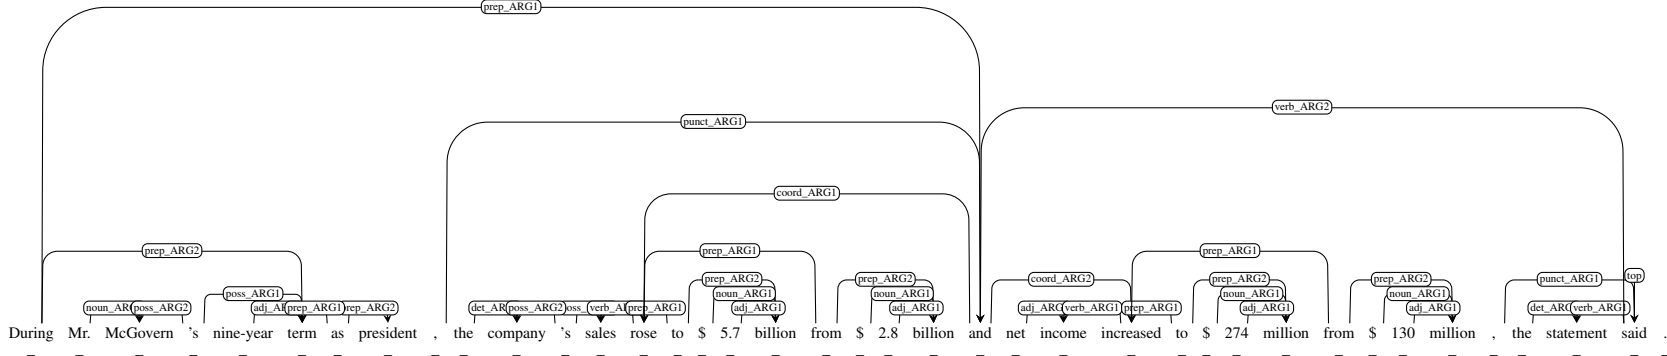 prep_ARG1
verb_ARG2
punct_ARG1
coord_ARG1
prep_ARG2 prep_ARG1 prep_ARG1
top
prep_ARG2 prep_ARG2 coord_ARG2 prep_ARG2 prep_ARG2 punct_ARG1
poss_ARG1 noun_ARG1 noun_ARG1 noun_ARG1 noun_ARG1
poss_ARG2 prep_ARG1 poss_ARG2 prep_ARG1 adj_ARG1 adj_ARG1 verb_ARG1 prep_ARG1 adj_ARG1 adj_ARG1 verb_ARG1
During Mr. McGovern 's nine-year term as president , the company 's sales rose to $ 5.7 billion from $ 2.8 billion and net income increased to $ 274 million from $ 130 million , the statement said .
_ _ _ _ _ _ _ _ _ _ _ _ _ _ _ _ _ _ _ _ _ _ _ _ _ _ _ _ _ _ _ _ _ _ _ _ _ _